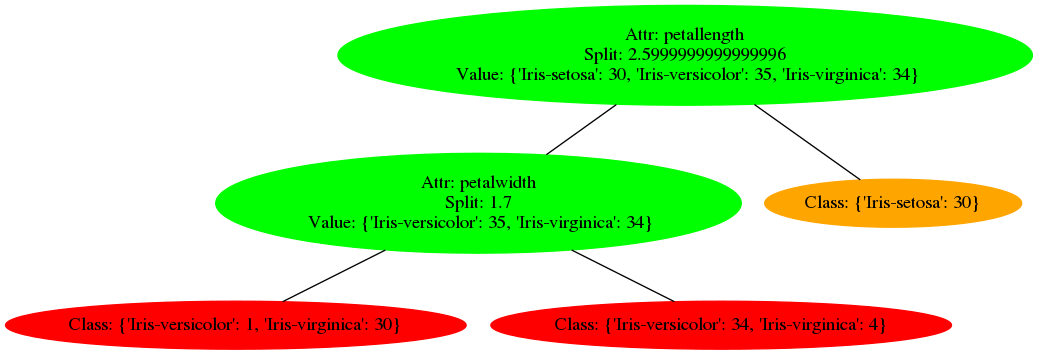 Attr: petallength
Split: 2.5999999999999996
Value: {'Iris-setosa': 30, 'Iris-versicolor': 35, 'Iris-virginica': 34}
Attr: petalwidth
Split: 1.7
Value: {'Iris-versicolor': 35, 'Iris-virginica': 34}
Class: {'Iris-setosa': 30}
Class: {'Iris-versicolor': 1, 'Iris-virginica': 30}
Class: {'Iris-versicolor': 34, 'Iris-virginica': 4}